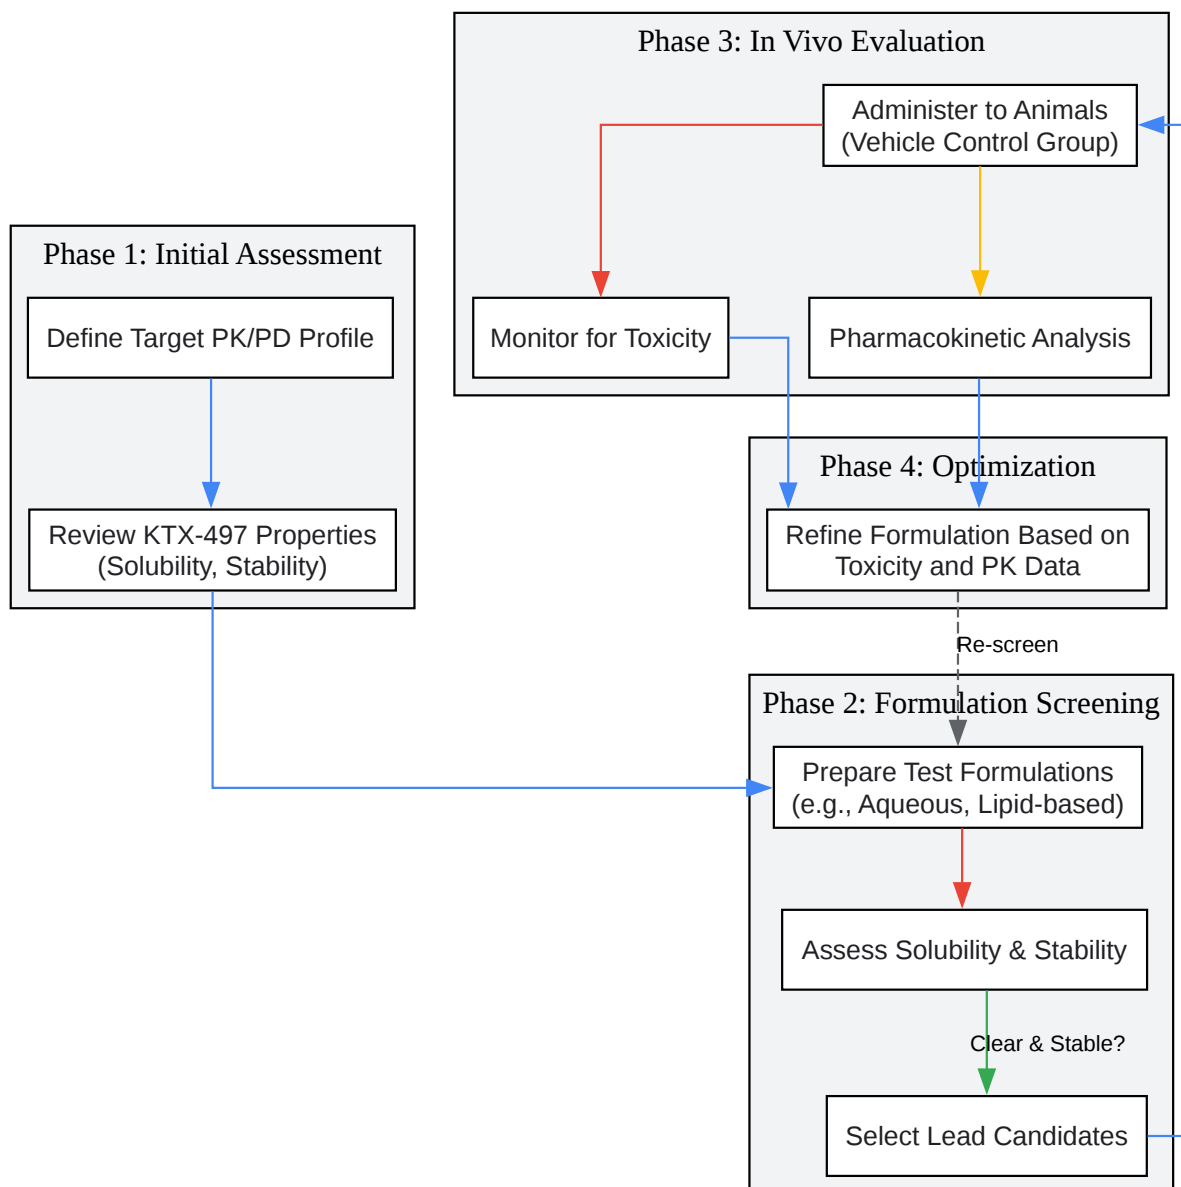 Phase 3: In Vivo Evaluation
Administer to Animals
(Vehicle Control Group)
Monitor for Toxicity
Pharmacokinetic Analysis
Phase 1: Initial Assessment
Define Target PK/PD Profile
Review KTX-497 Properties
(Solubility, Stability)
Phase 4: Optimization
Refine Formulation Based on
Toxicity and PK Data
Re-screen
Phase 2: Formulation Screening
Prepare Test Formulations
(e.g., Aqueous, Lipid-based)
Assess Solubility & Stability
Clear & Stable?
Select Lead Candidates